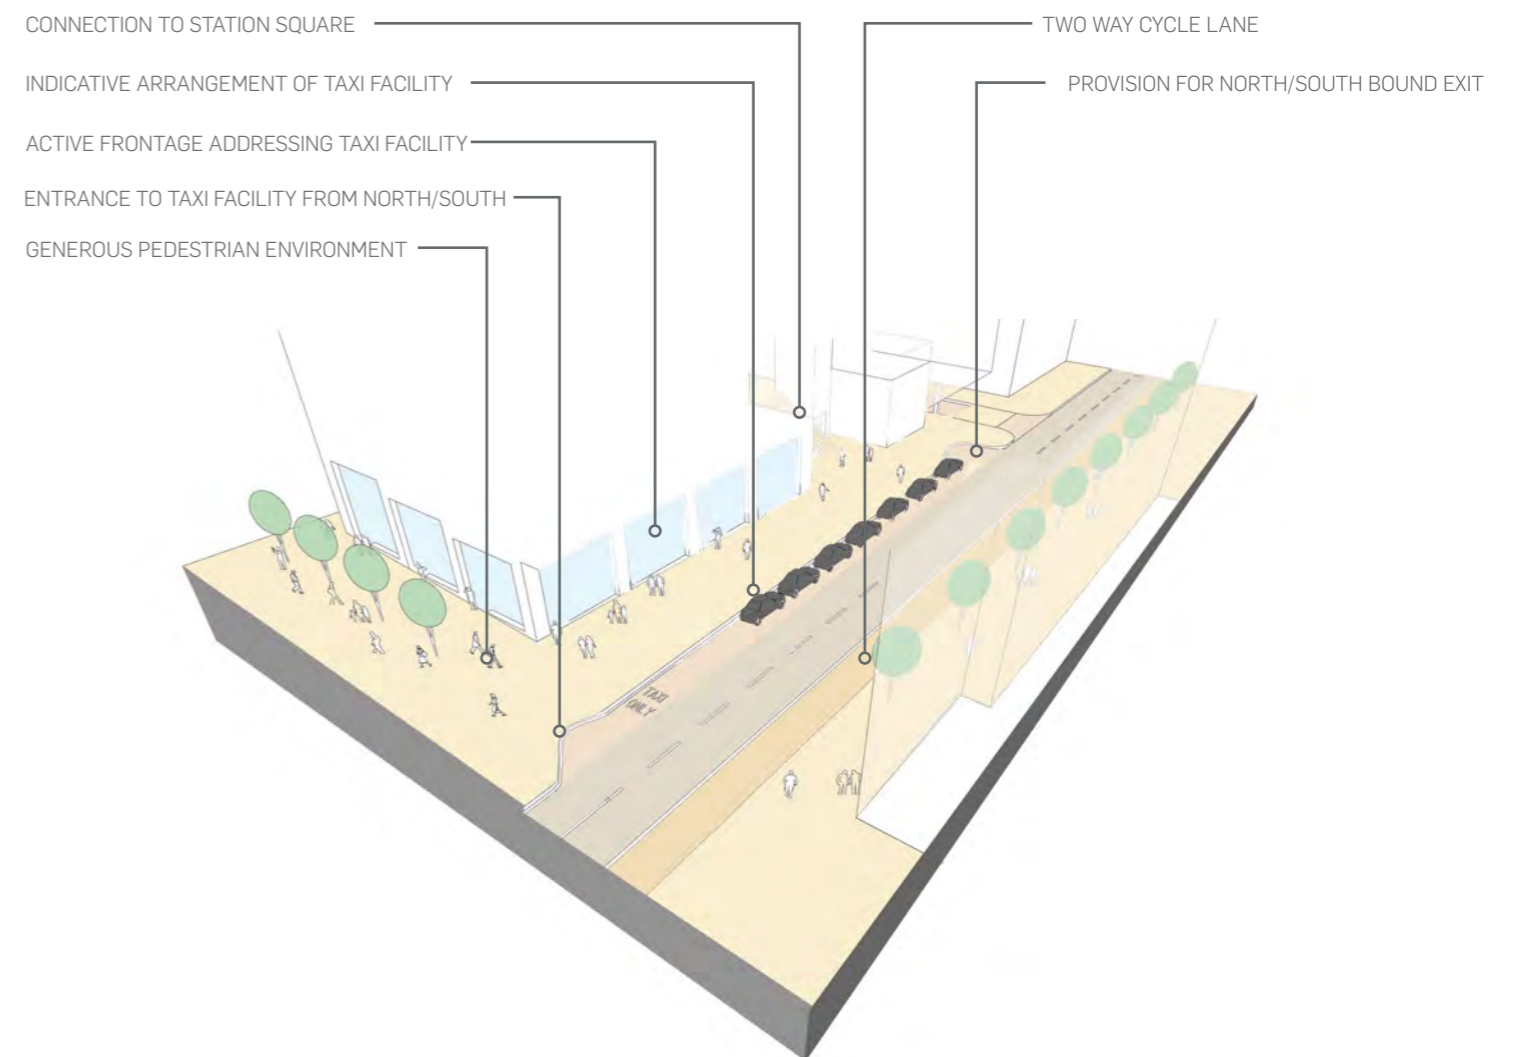 CONNECTION TO STATION SQUARE
INDICATIVE ARRANGEMENT OF TAXI FACILITY
ACTIVE FRONTAGE ADDRESSING TAXI FACILITY
ENTRANCE TO TAXI FACILITY FROM NORTH/SOUTH
GENEROUS PEDESTRIAN ENVIRONMENT
TWO WAY CYCLE LANE
PROVISION FOR NORTH/SOUTH BOUND EXIT
TAXI
ONLY